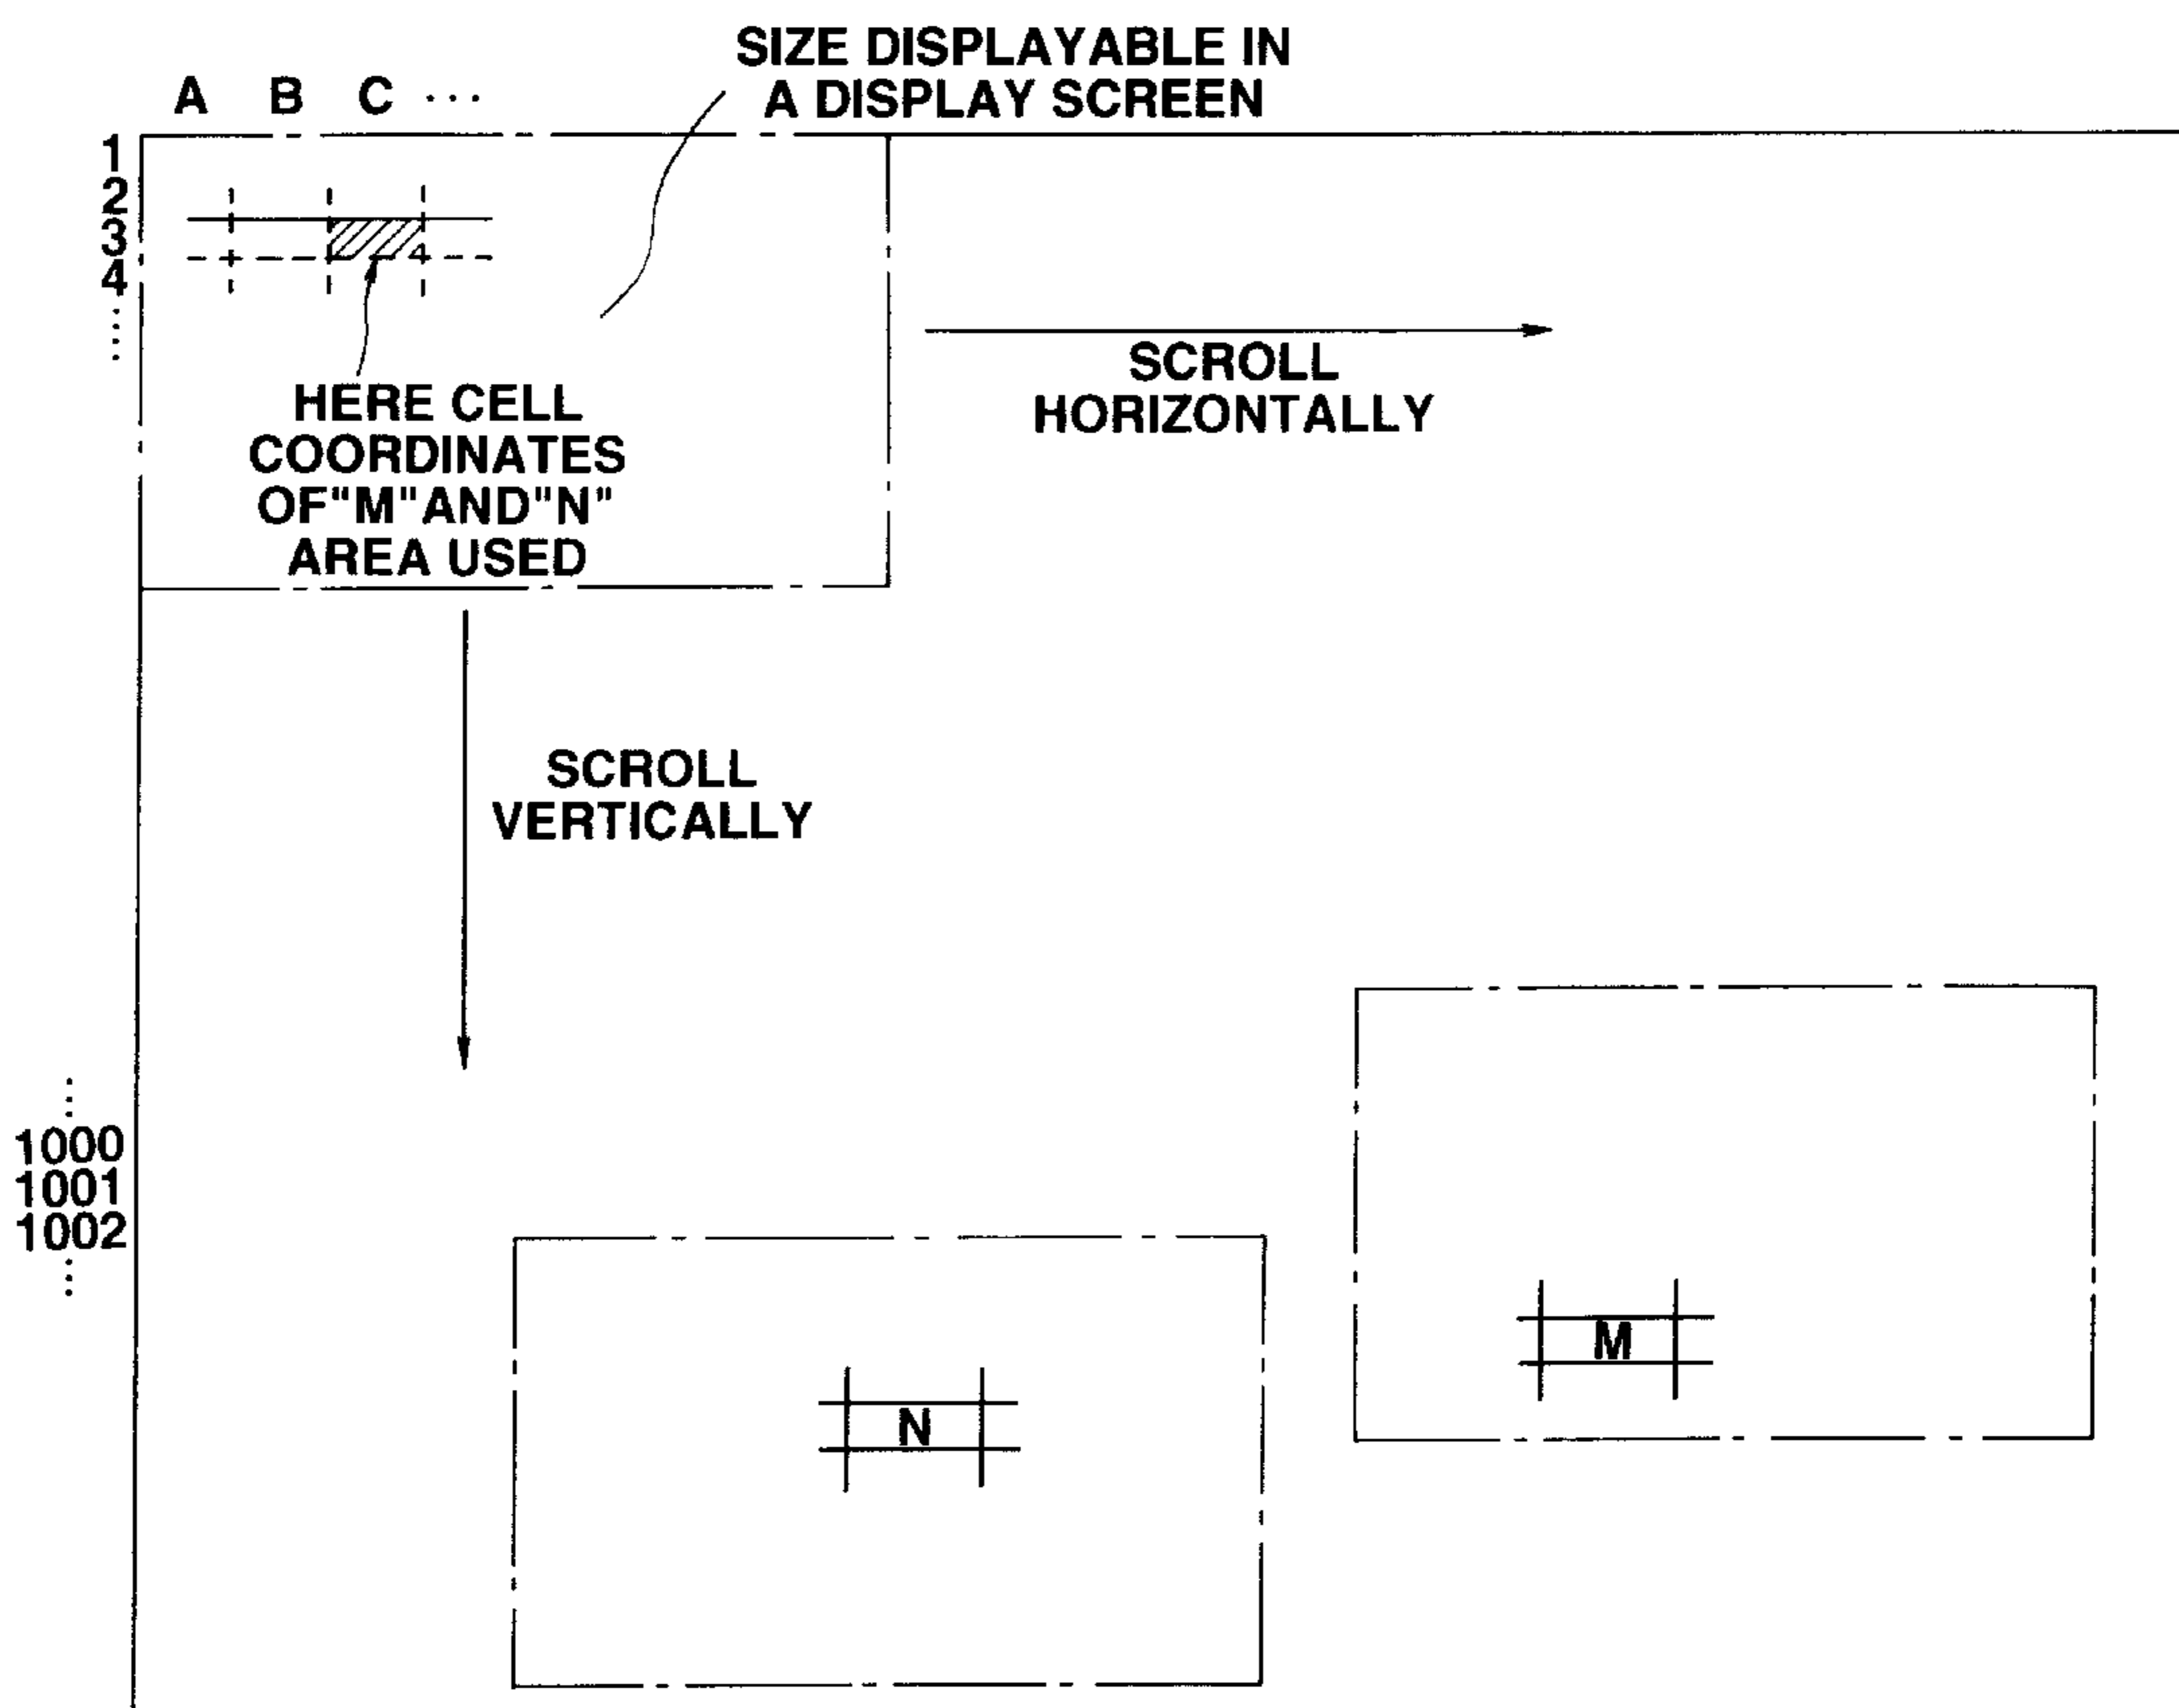 SIZE DISPLAYABLE IN
A DISPLAY SCREEN
A B C ...
1
2
3
4
HERE CELL
COORDINATES
OF"M"AND"N"
AREA USED
SCROLL
HORIZONTALLY
SCROLL
VERTICALLY
1000
1001
1002
M
N